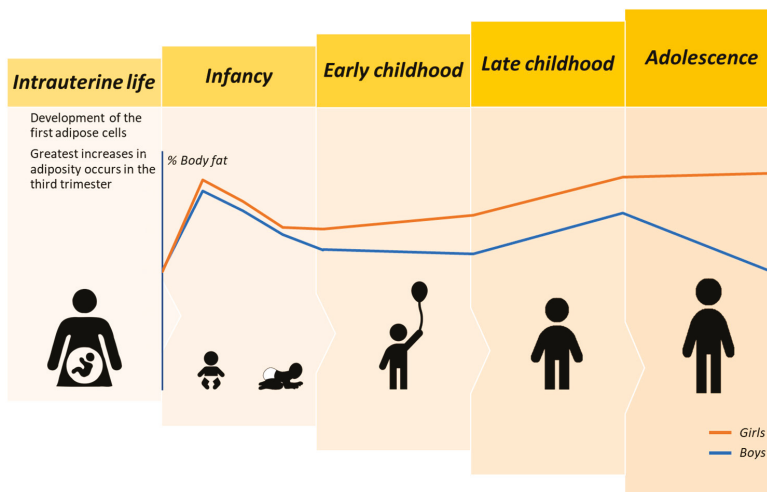 Intrauterine life
Infancy
Early childhood
Late childhood
Adolescence
Development of the
first adipose cells
Greatest increases in
adiposity occurs in the
third trimester
% Body fat
Girls
Boys